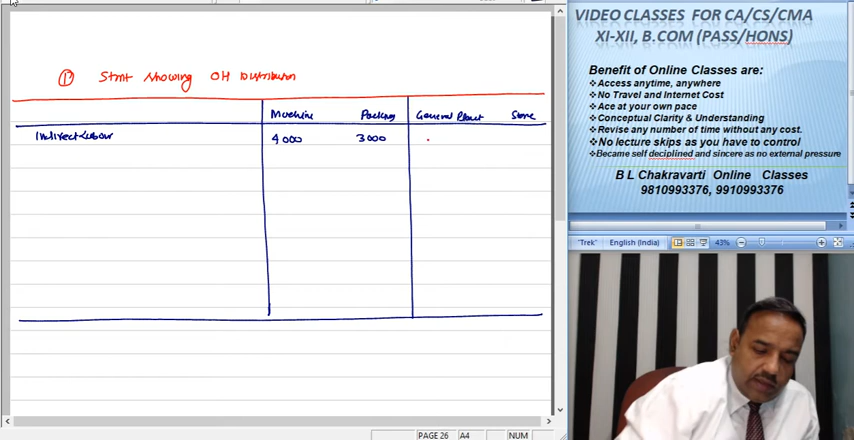 ① Stmt Showing OH Distribution
Machine Packing General Plant Store
Indirect Labour 4000 3000
PAGE 26 A4 NUM
VIDEO CLASSES FOR CA/CS/CMA
XI-XII, B.COM (PASS/HONS)
Benefit of Online Classes are:
❖Access anytime, anywhere
❖No Travel and Internet Cost
❖Ace at your own pace
❖Conceptual Clarity & Understanding
❖Revise any number of time without any cost.
❖No lecture skips as you have to control
❖Became self deciplined and sincere as no external pressure
B L Chakravarti Online Classes
9810993376, 9910993376
"Trek" English (India) 43%